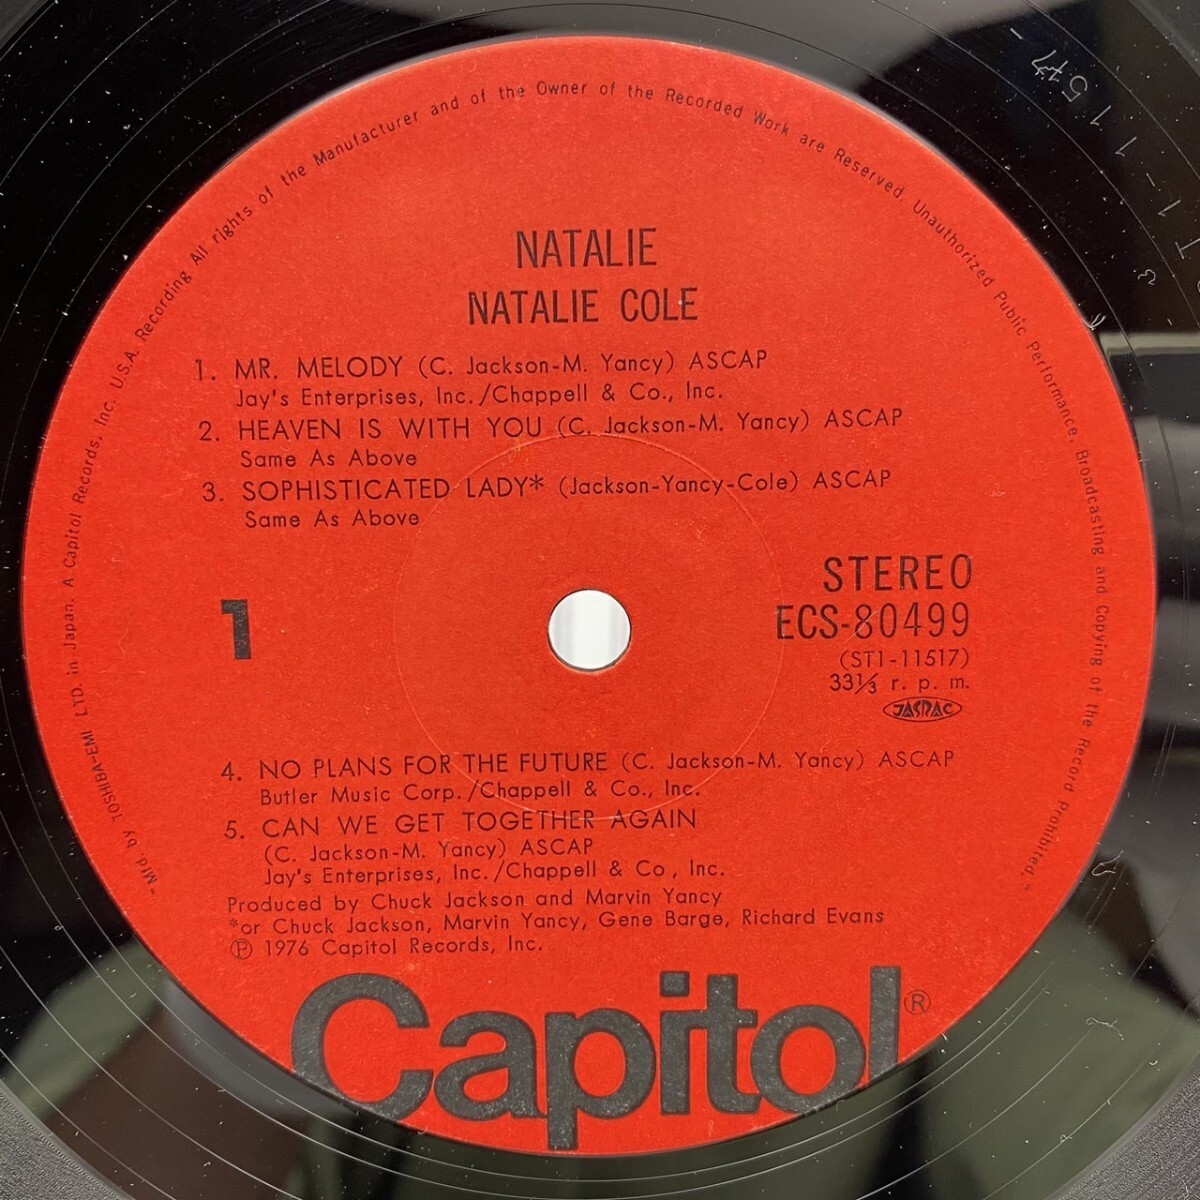 "Mfd. by TOSHIBA-EMI LTD. in Japan. A Capitol Records, Inc. U.S.A. Recording All rights of the Manufacturer and of the Owner of the Recorded Work are Reserved. Unauthorized Public Performance, Broadcasting and Copying of the Record Prohibited."
NATALIE
NATALIE COLE
1. MR. MELODY (C. Jackson-M. Yancy) ASCAP
Jay's Enterprises, Inc./Chappell & Co., Inc.
2. HEAVEN IS WITH YOU (C. Jackson-M. Yancy) ASCAP
Same As Above
3. SOPHISTICATED LADY* (Jackson-Yancy-Cole) ASCAP
Same As Above
1
STEREO
ECS-80499
(ST1-11517)
33⅓ r. p. m.
JASRAC
4. NO PLANS FOR THE FUTURE (C. Jackson-M. Yancy) ASCAP
Butler Music Corp./Chappell & Co., Inc.
5. CAN WE GET TOGETHER AGAIN
(C. Jackson-M. Yancy) ASCAP
Jay's Enterprises, Inc./Chappell & Co, Inc.
Produced by Chuck Jackson and Marvin Yancy
*or Chuck Jackson, Marvin Yancy, Gene Barge, Richard Evans
Ⓟ 1976 Capitol Records, Inc.
Capitol®